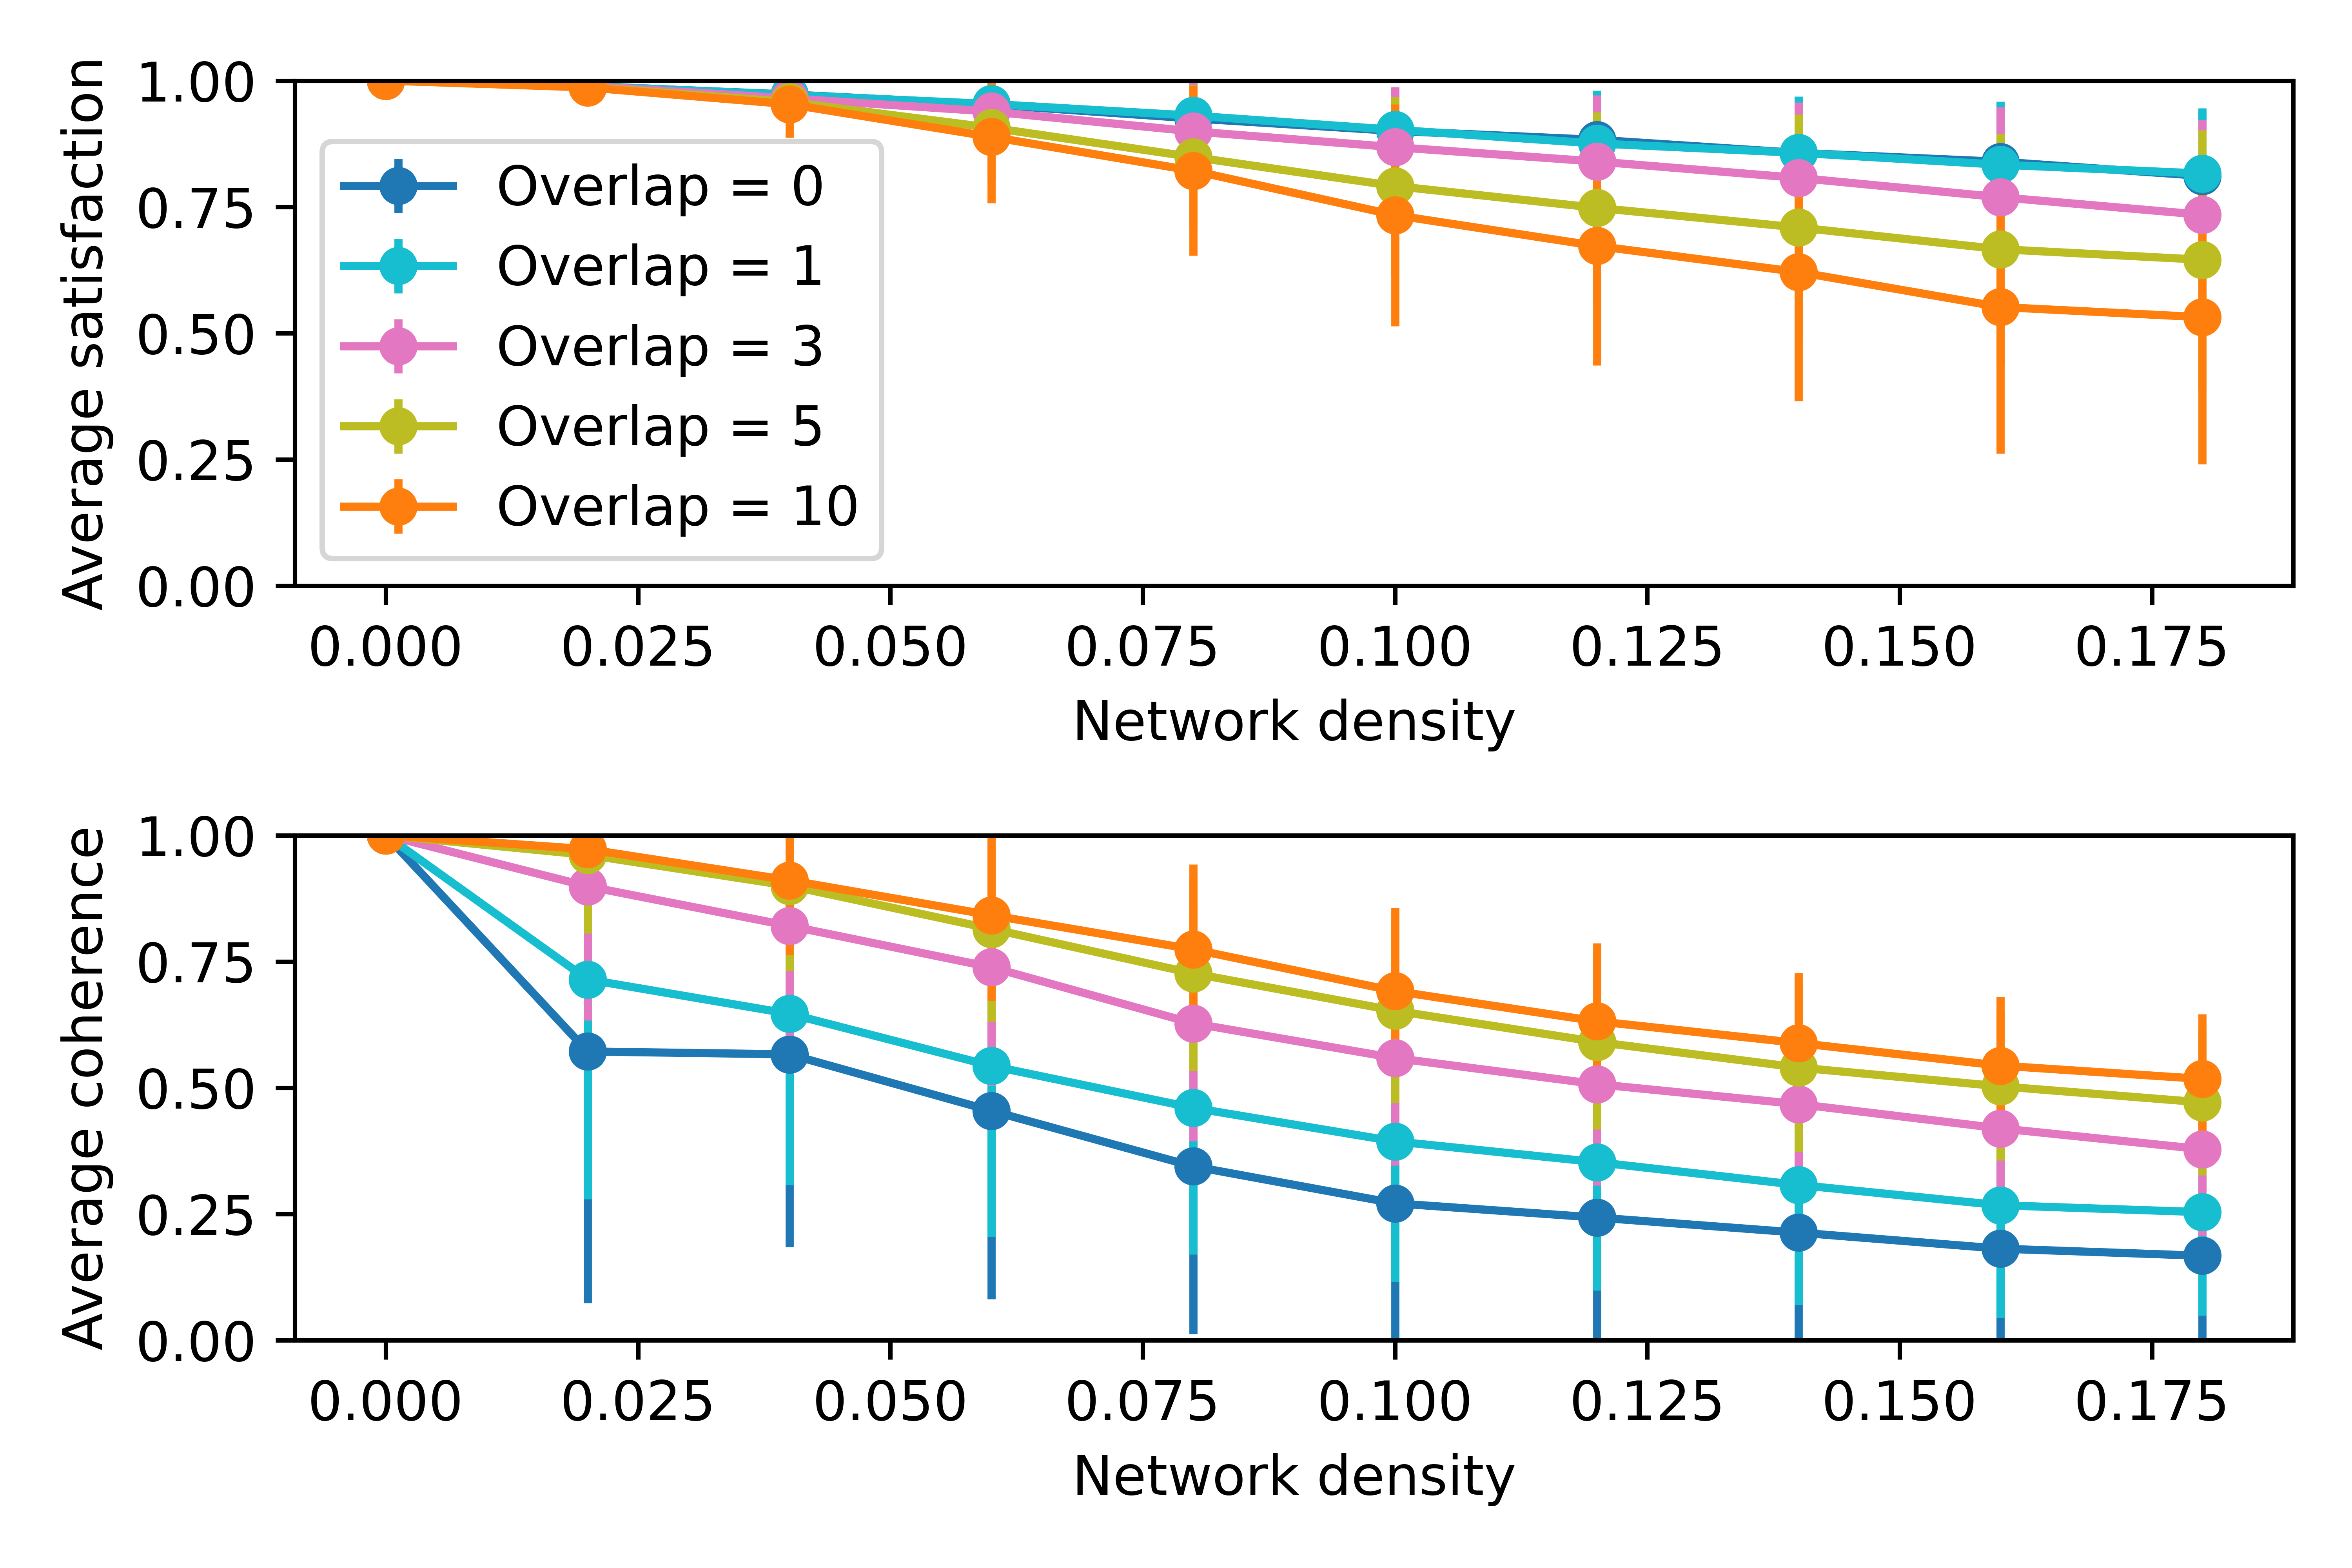 Average satisfaction
1.00
0.75
0.50
0.25
0.00
Overlap = 0
Overlap = 1
Overlap = 3
Overlap = 5
Overlap = 10
0.000 0.025 0.050 0.075 0.100 0.125 0.150 0.175
Network density
Average coherence
1.00
0.75
0.50
0.25
0.00
0.000 0.025 0.050 0.075 0.100 0.125 0.150 0.175
Network density